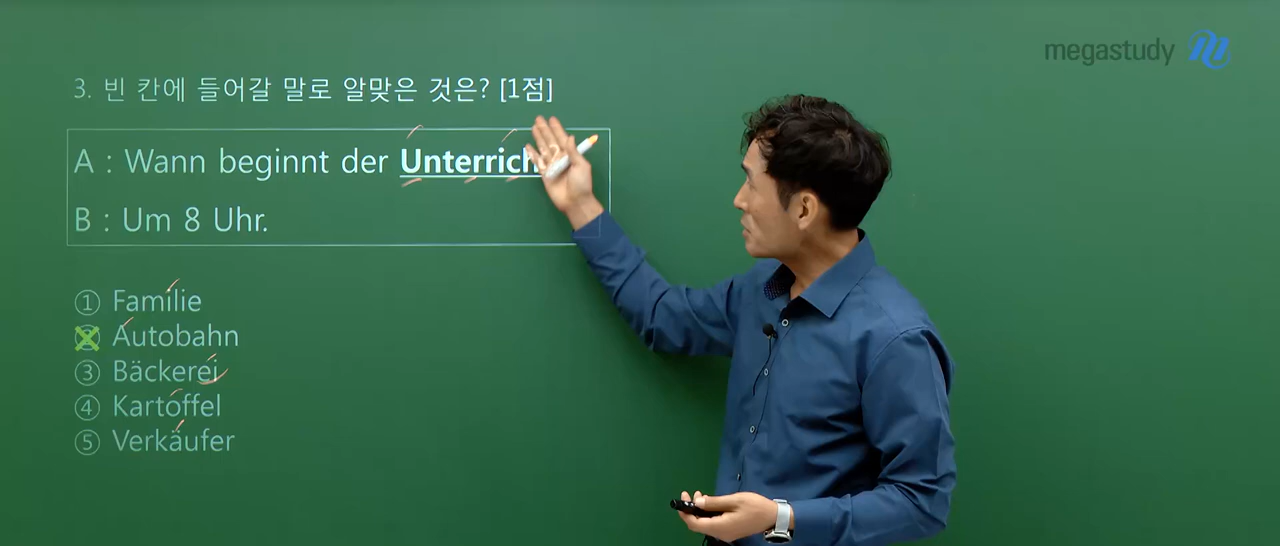 megastudy
3. 빈 칸에 들어갈 말로 알맞은 것은? [1점]
A : Wann beginnt der
B : Um 8 Uhr.
① Familie
② Autobahn
③ Bäckerei
④ Kartoffel
⑤ Verkäufer